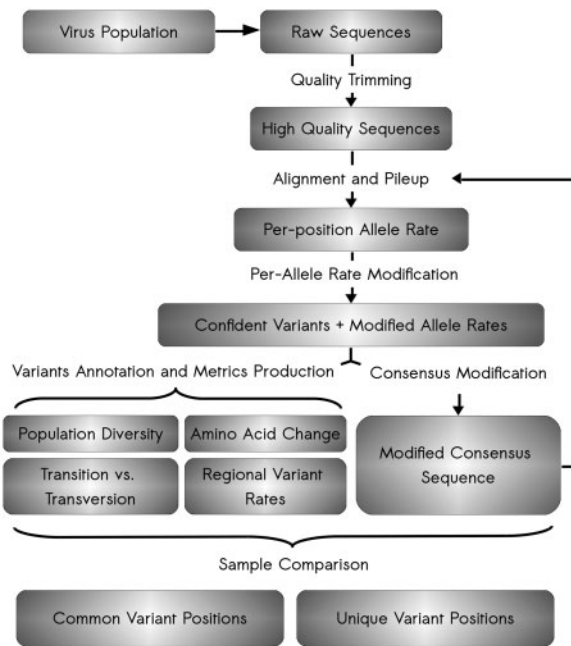 Virus Population
Raw Sequences
Quality Trimming
High Quality Sequences
Alignment and Pileup
Per-position Allele Rate
Per-Allele Rate Modification
Confident Variants + Modified Allele Rates
Variants Annotation and Metrics Production
Consensus Modification
Population Diversity
Amino Acid Change
Transition vs.
Transversion
Regional Variant
Rates
Modified Consensus
Sequence
Sample Comparison
Common Variant Positions
Unique Variant Positions